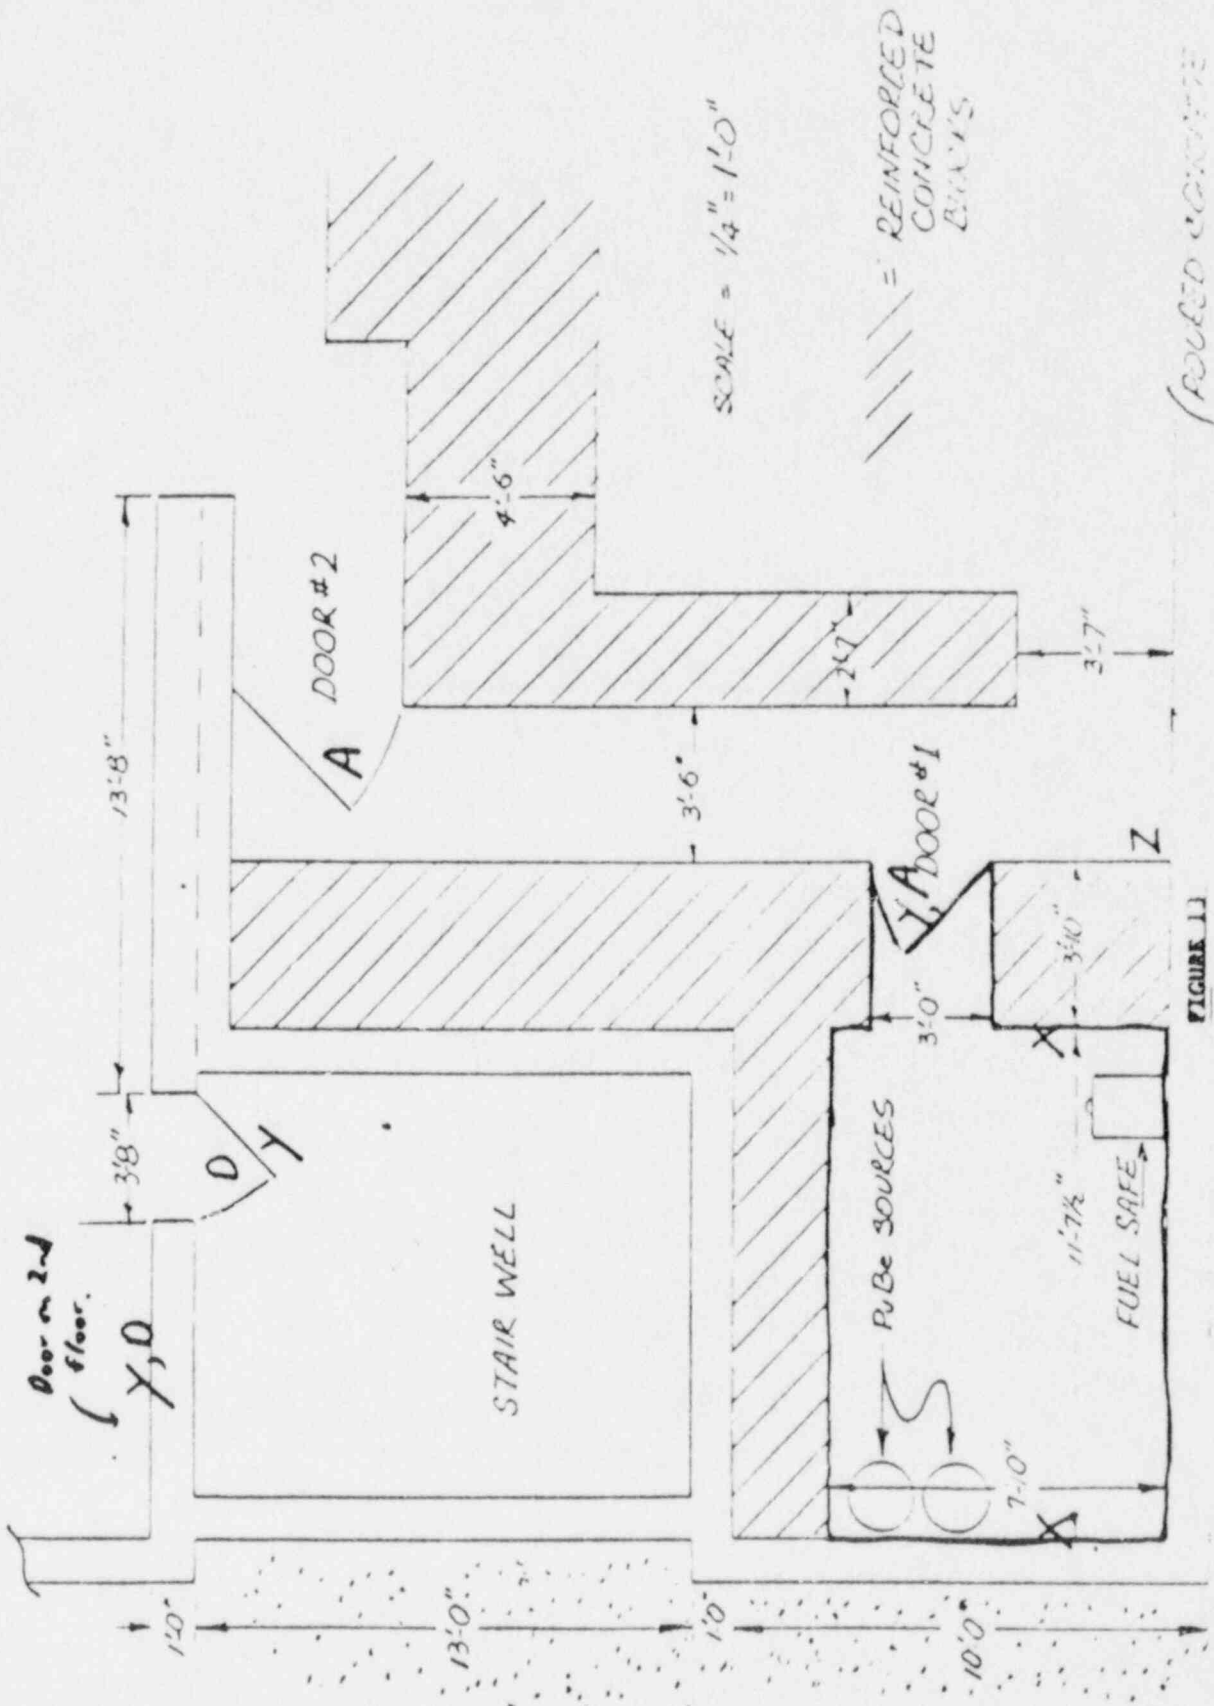 Door on 2nd
floor.
Y, D
3'8"
13'-8"
D
Y
A
DOOR #2
STAIR WELL
4'-6"
SCALE = 1/4" = 1'-0"
= REINFORCED
CONCRETE
BLOCKS
3'-6"
2'-7"
3'-7"
Y, A
DOOR #1
3'-0"
3'-10"
Z
X
X
PuBe SOURCES
11'-7½"
FUEL SAFE
7'-10"
1'-0"
13'-0"
1'-0"
10'-0"
(POURED CONCRETE
FIGURE 11